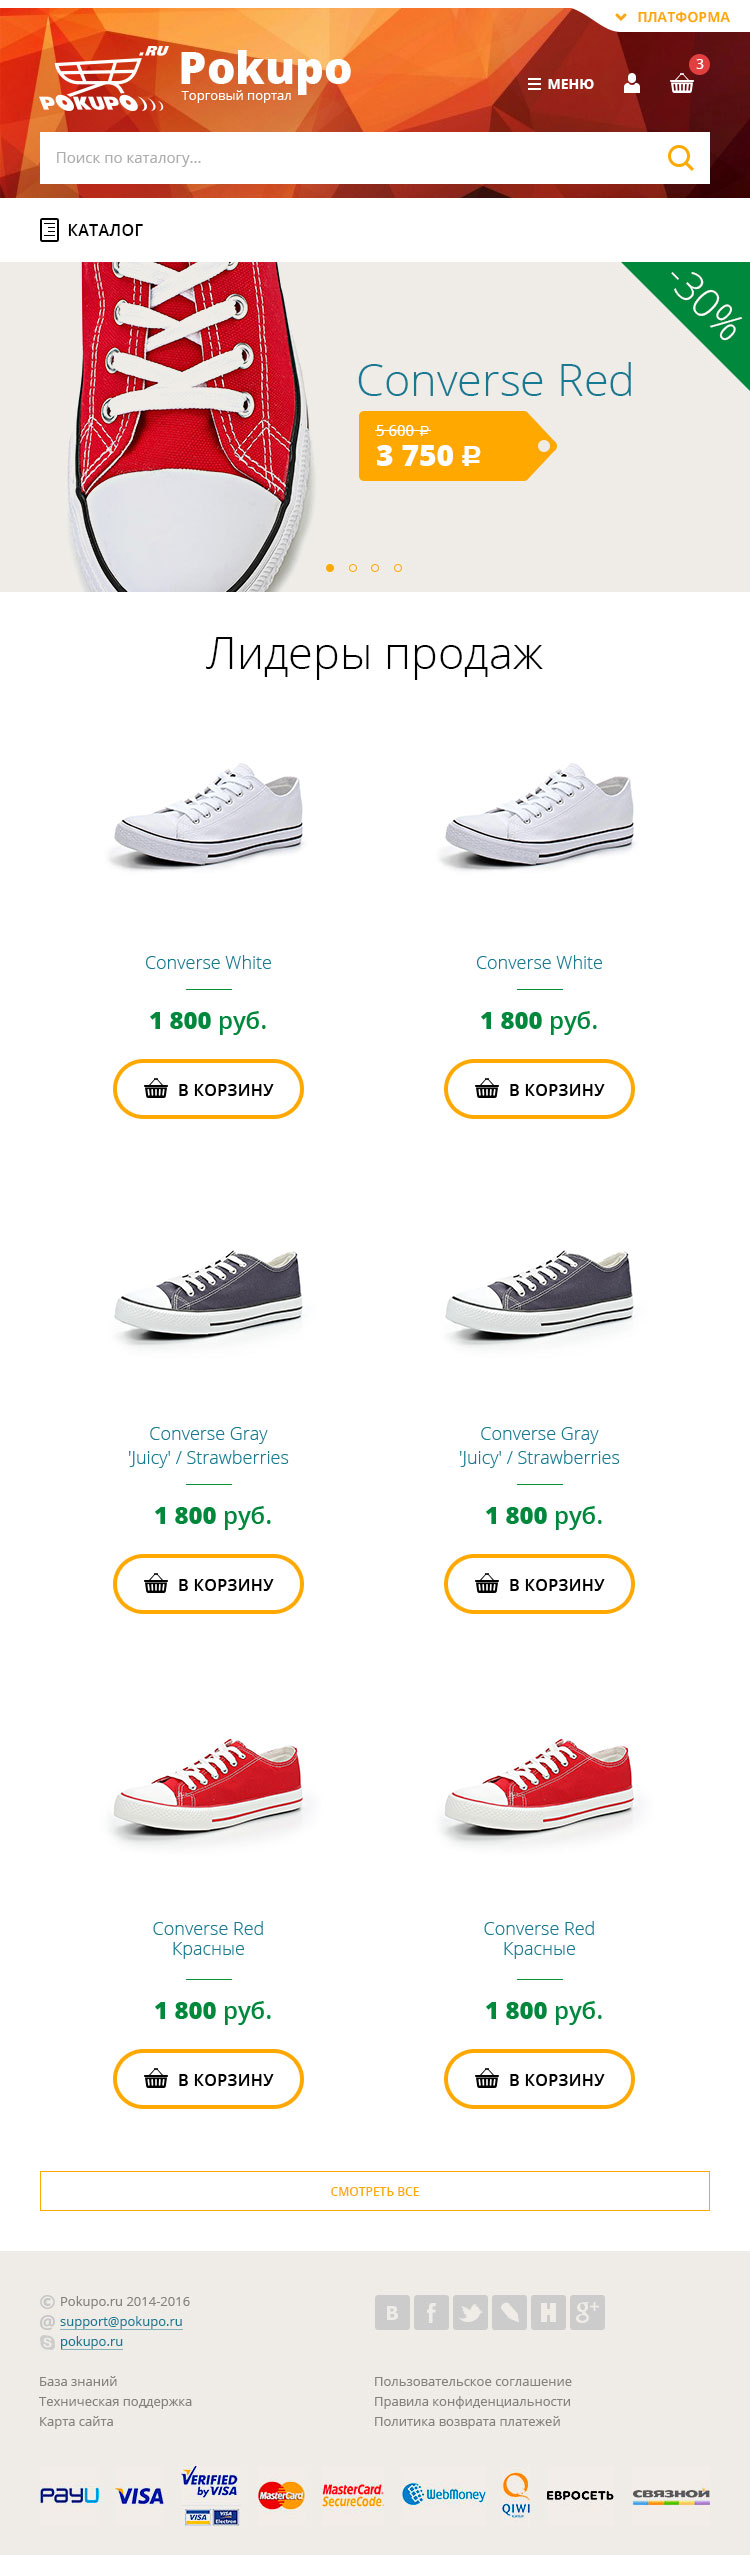 ПЛАТФОРМА
.RU
POKUPO
Pokupo
Торговый портал
МЕНЮ
3
Поиск по каталогу...
КАТАЛОГ
-30%
Converse Red
5 600 ₽
3 750 ₽
Лидеры продаж
Converse White
Converse White
1 800 руб.
1 800 руб.
В КОРЗИНУ
В КОРЗИНУ
Converse Gray
'Juicy' / Strawberries
Converse Gray
'Juicy' / Strawberries
1 800 руб.
1 800 руб.
В КОРЗИНУ
В КОРЗИНУ
Converse Red
Красные
Converse Red
Красные
1 800 руб.
1 800 руб.
В КОРЗИНУ
В КОРЗИНУ
СМОТРЕТЬ ВСЕ
© Pokupo.ru 2014-2016
@ support@pokupo.ru
pokupo.ru
База знаний
Техническая поддержка
Карта сайта
Пользовательское соглашение
Правила конфиденциальности
Политика возврата платежей
PayU
VISA
VERIFIED
by VISA
VISA
VISA
Electron
MasterCard
MasterCard.
SecureCode.
WebMoney
QIWI
ЕВРОСЕТЬ
СВЯЗНОЙ